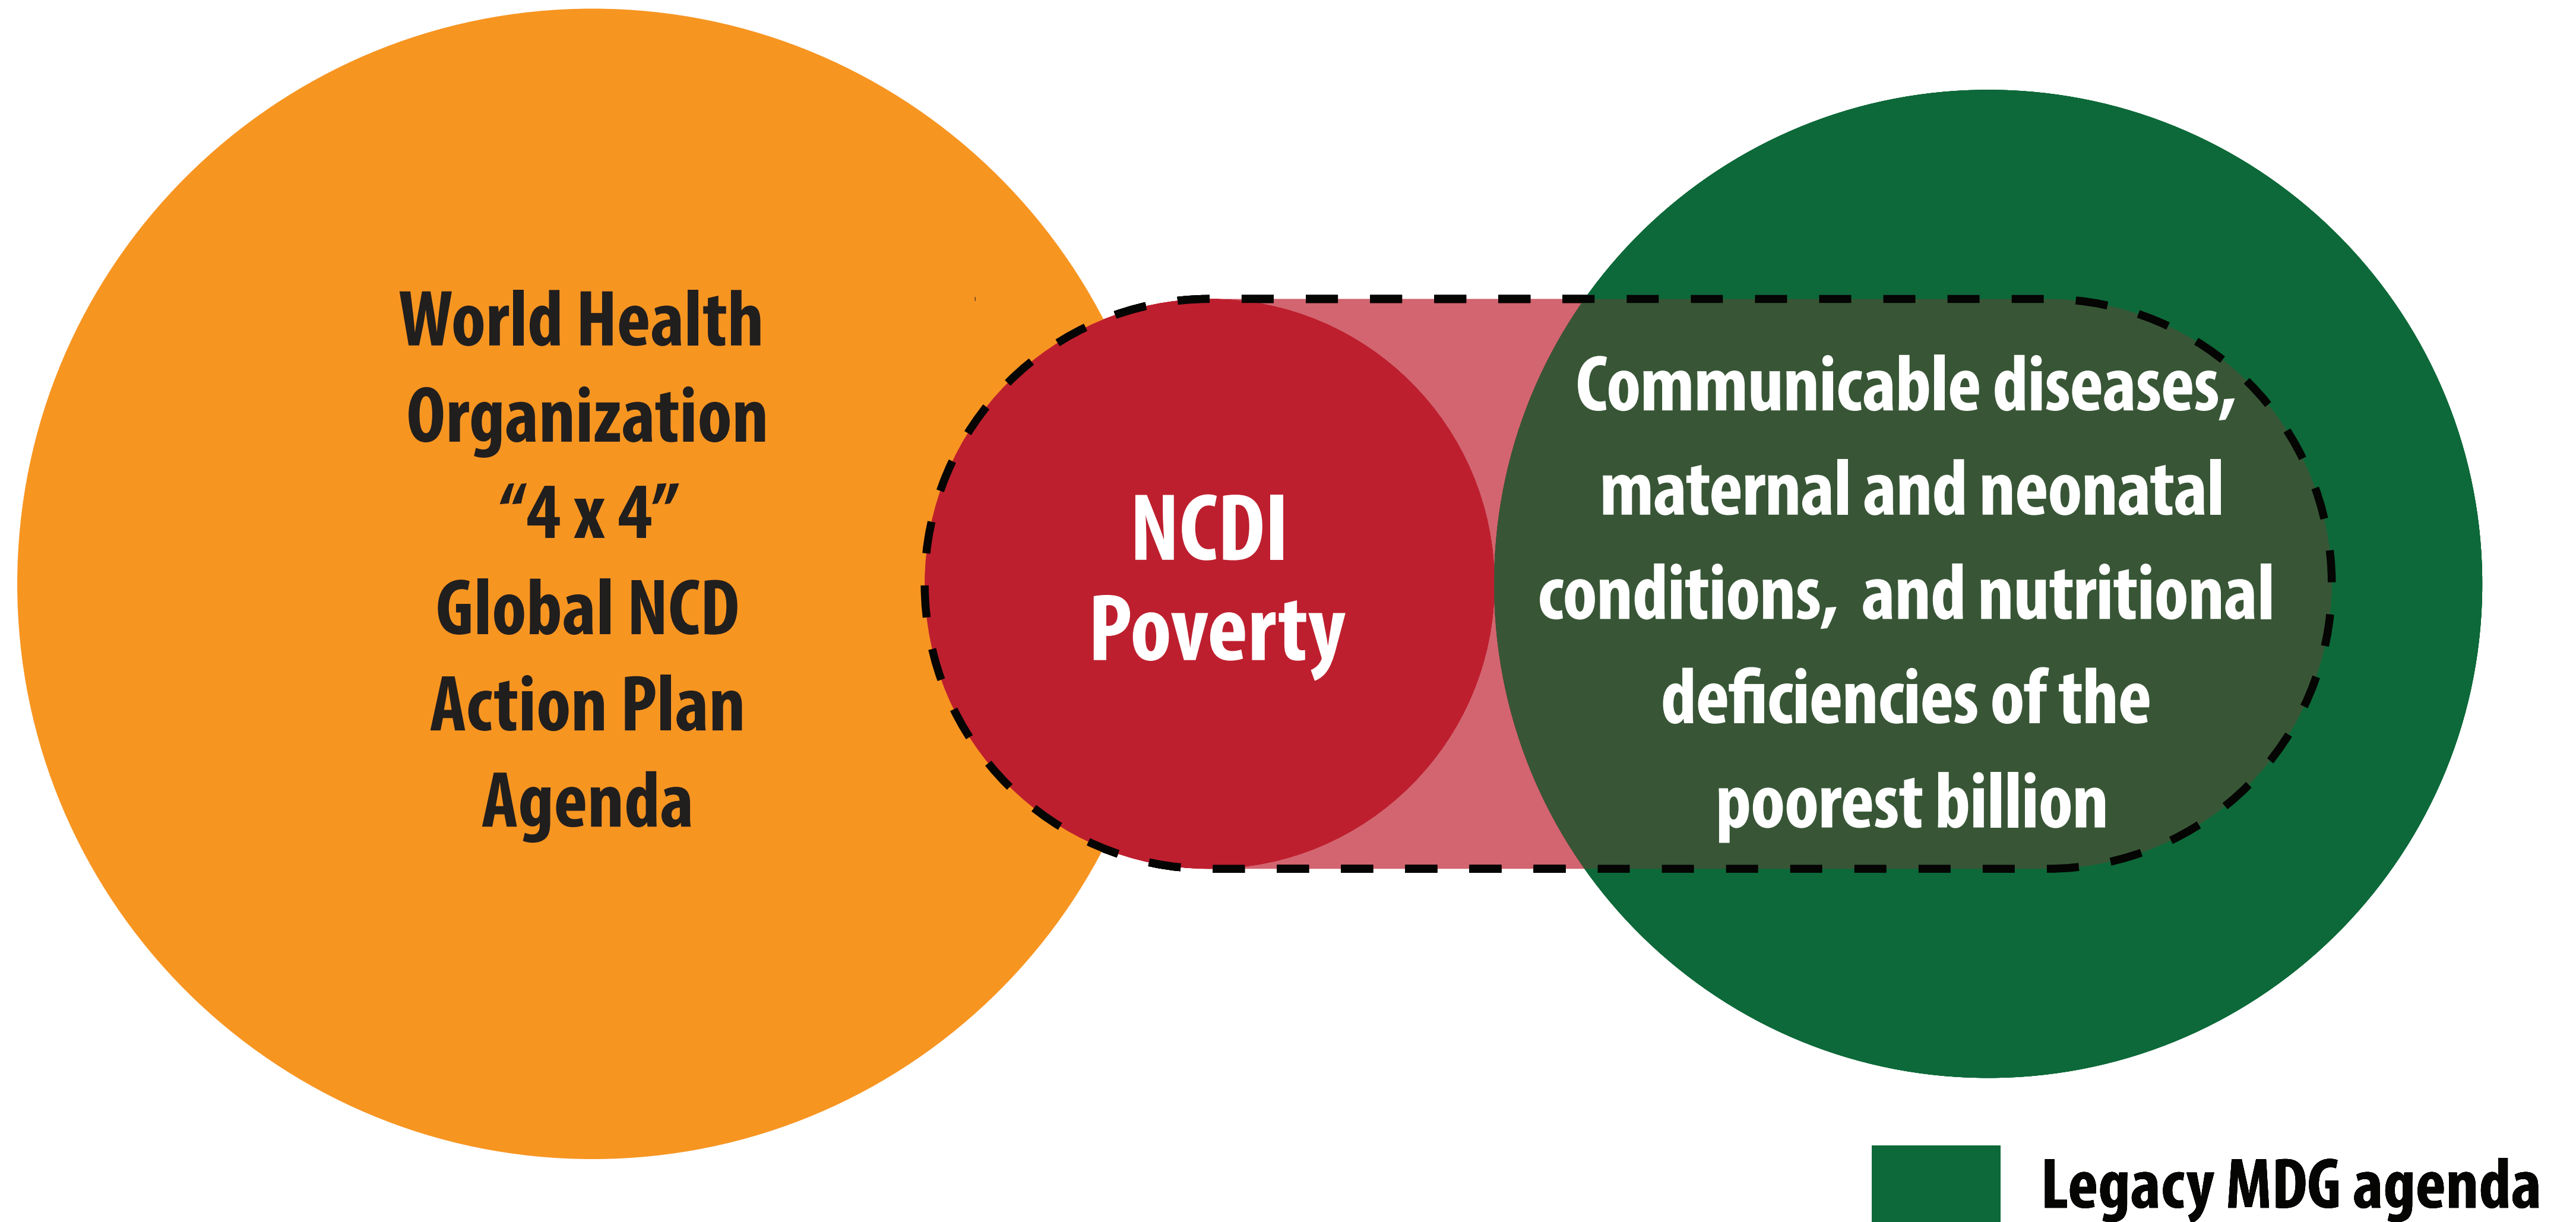 World Health
Organization
“4 x 4”
Global NCD
Action Plan
Agenda
NCDI
Poverty
Communicable diseases,
maternal and neonatal
conditions,  and nutritional
deficiencies of the
poorest billion
Legacy MDG agenda